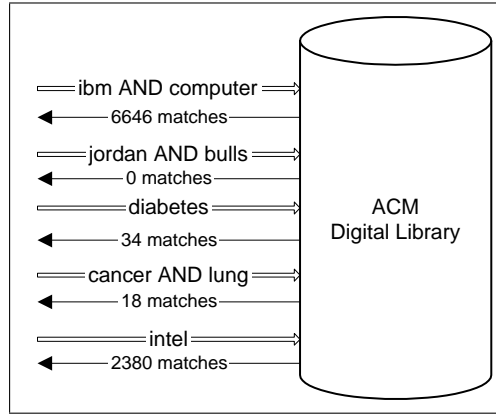 ibm AND computer
6646 matches
jordan AND bulls
0 matches
diabetes
34 matches
cancer AND lung
18 matches
intel
2380 matches
ACM
Digital Library